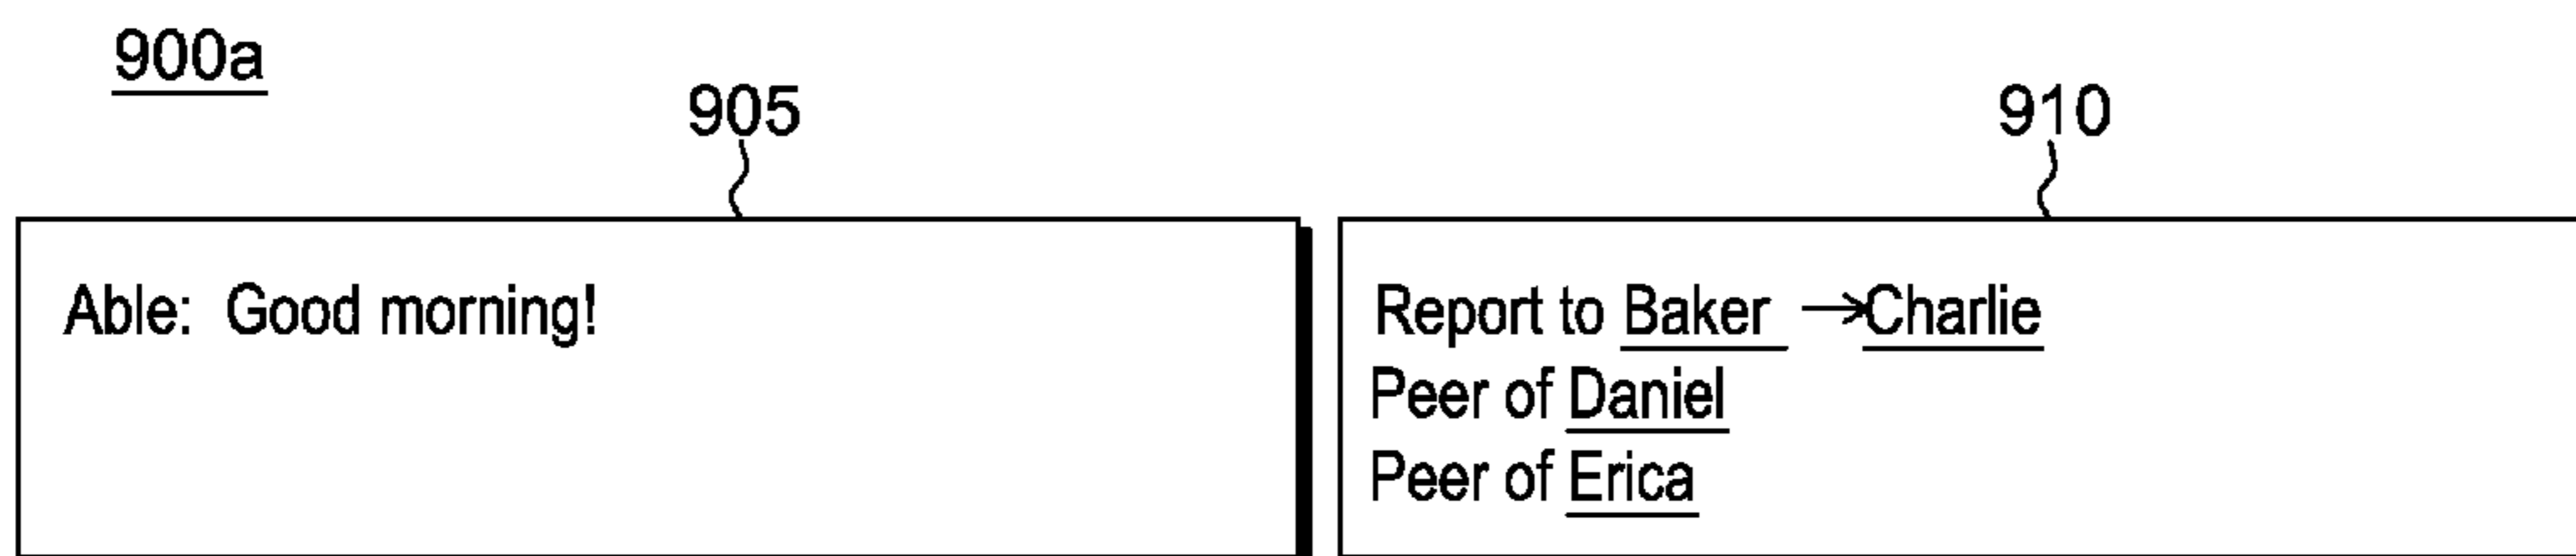 900a
905
910
Able: Good morning!
Report to Baker →Charlie
Peer of Daniel
Peer of Erica